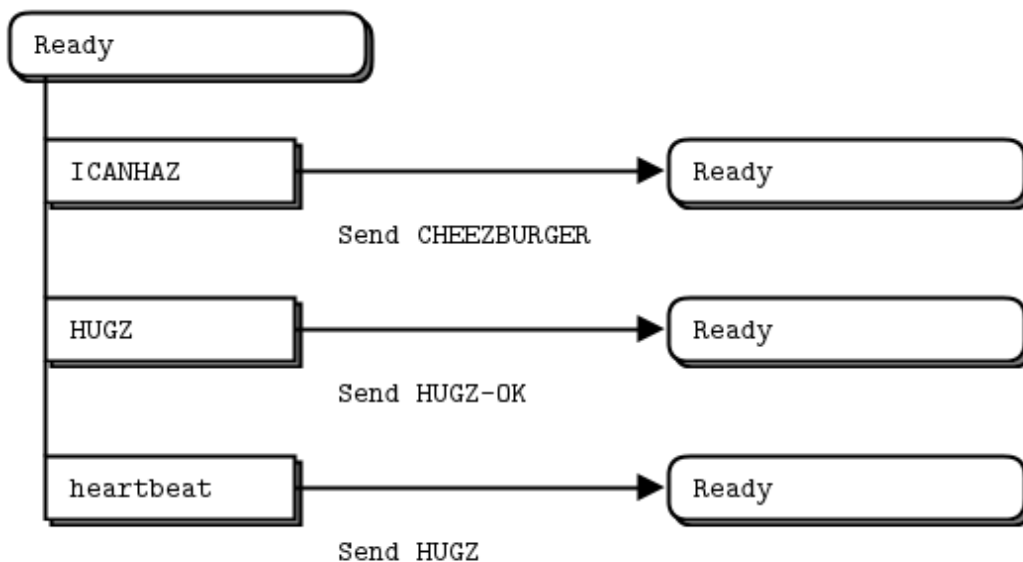 Ready
ICANHAZ
Ready
Send CHEEZBURGER
HUGZ
Ready
Send HUGZ-OK
heartbeat
Ready
Send HUGZ